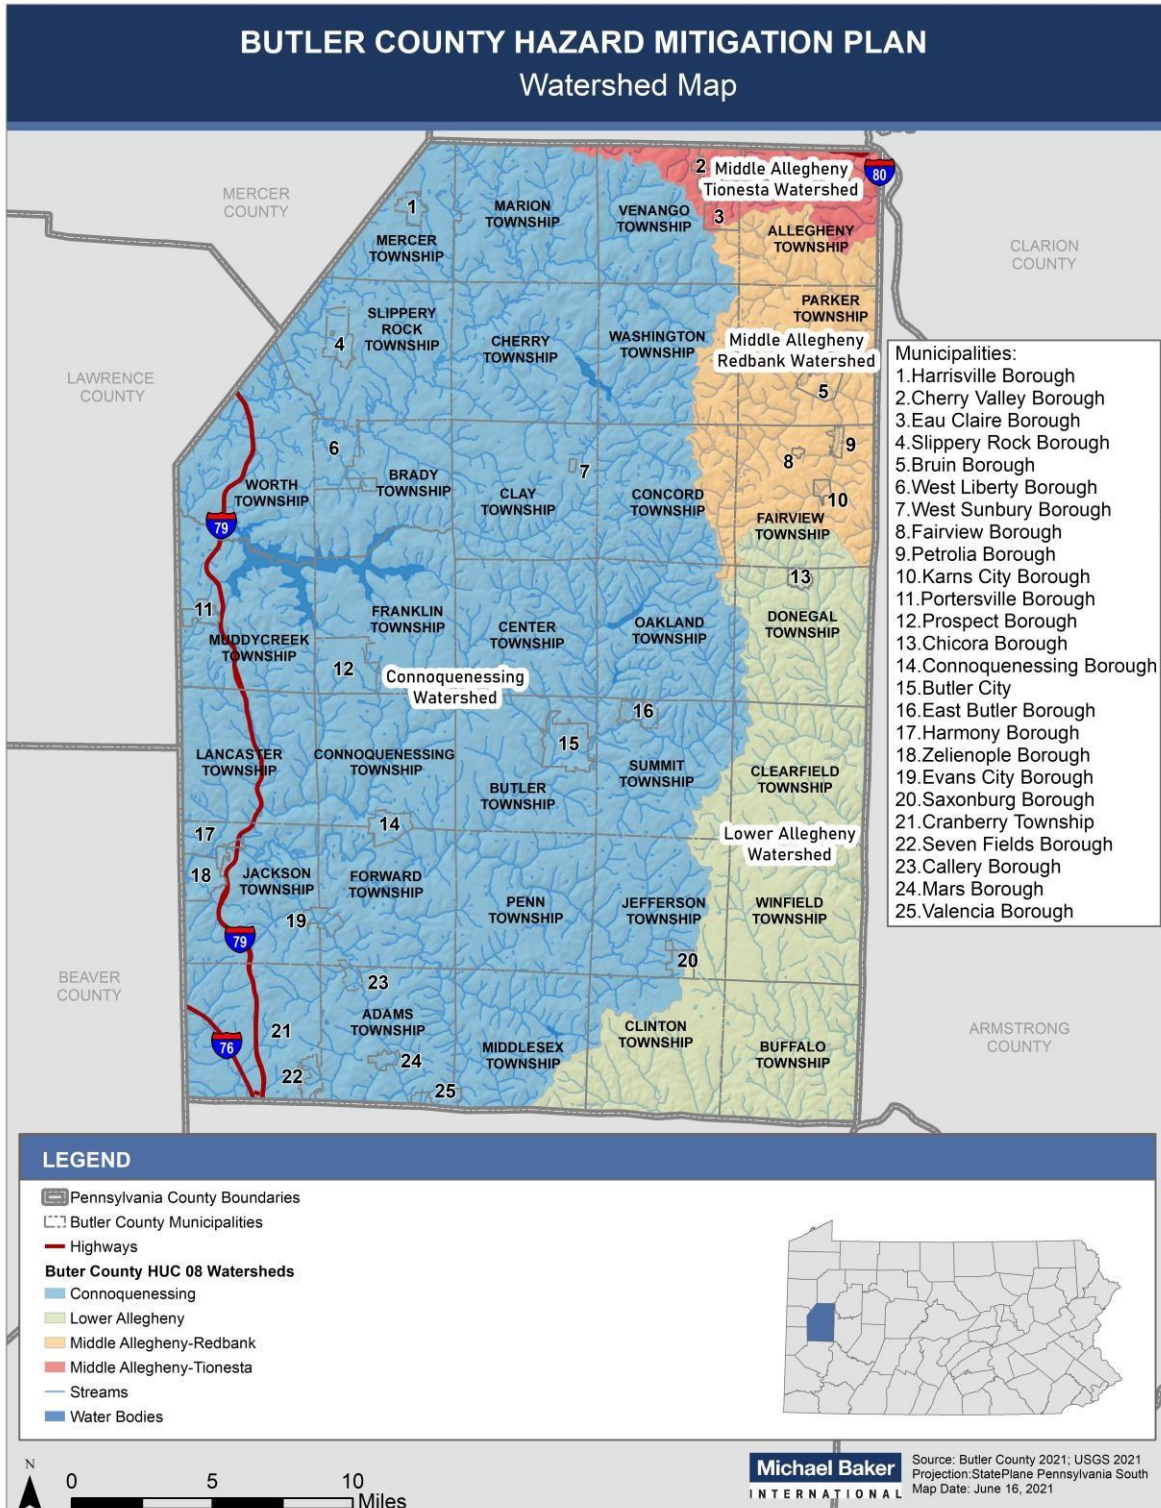 BUTLER COUNTY HAZARD MITIGATION PLAN
Watershed Map
MERCER
COUNTY
CLARION
COUNTY
LAWRENCE
COUNTY
BEAVER
COUNTY
ARMSTRONG
COUNTY
80
2
Middle Allegheny
Tionesta Watershed
1
MERCER
TOWNSHIP
MARION
TOWNSHIP
VENANGO
TOWNSHIP
3
ALLEGHENY
TOWNSHIP
SLIPPERY
ROCK
TOWNSHIP
4
CHERRY
TOWNSHIP
WASHINGTON
TOWNSHIP
PARKER
TOWNSHIP
Middle Allegheny
Redbank Watershed
5
6
WORTH
TOWNSHIP
BRADY
TOWNSHIP
7
CLAY
TOWNSHIP
CONCORD
TOWNSHIP
8
9
10
FAIRVIEW
TOWNSHIP
79
11
MUDDYCREEK
TOWNSHIP
FRANKLIN
TOWNSHIP
12
CENTER
TOWNSHIP
OAKLAND
TOWNSHIP
13
DONEGAL
TOWNSHIP
Connoquenessing
Watershed
LANCASTER
TOWNSHIP
CONNOQUENESSING
TOWNSHIP
15
16
BUTLER
TOWNSHIP
SUMMIT
TOWNSHIP
CLEARFIELD
TOWNSHIP
17
14
Lower Allegheny
Watershed
18
JACKSON
TOWNSHIP
FORWARD
TOWNSHIP
19
79
PENN
TOWNSHIP
JEFFERSON
TOWNSHIP
WINFIELD
TOWNSHIP
20
23
ADAMS
TOWNSHIP
21
76
22
24
25
MIDDLESEX
TOWNSHIP
CLINTON
TOWNSHIP
BUFFALO
TOWNSHIP
Municipalities:
1.Harrisville Borough
2.Cherry Valley Borough
3.Eau Claire Borough
4.Slippery Rock Borough
5.Bruin Borough
6.West Liberty Borough
7.West Sunbury Borough
8.Fairview Borough
9.Petrolia Borough
10.Karns City Borough
11.Portersville Borough
12.Prospect Borough
13.Chicora Borough
14.Connoquenessing Borough
15.Butler City
16.East Butler Borough
17.Harmony Borough
18.Zelienople Borough
19.Evans City Borough
20.Saxonburg Borough
21.Cranberry Township
22.Seven Fields Borough
23.Callery Borough
24.Mars Borough
25.Valencia Borough
LEGEND
Pennsylvania County Boundaries
Butler County Municipalities
Highways
Buter County HUC 08 Watersheds
Connoquenessing
Lower Allegheny
Middle Allegheny-Redbank
Middle Allegheny-Tionesta
Streams
Water Bodies
N
0 5 10
Miles
Michael Baker
INTERNATIONAL
Source: Butler County 2021; USGS 2021
Projection:StatePlane Pennsylvania South
Map Date: June 16, 2021